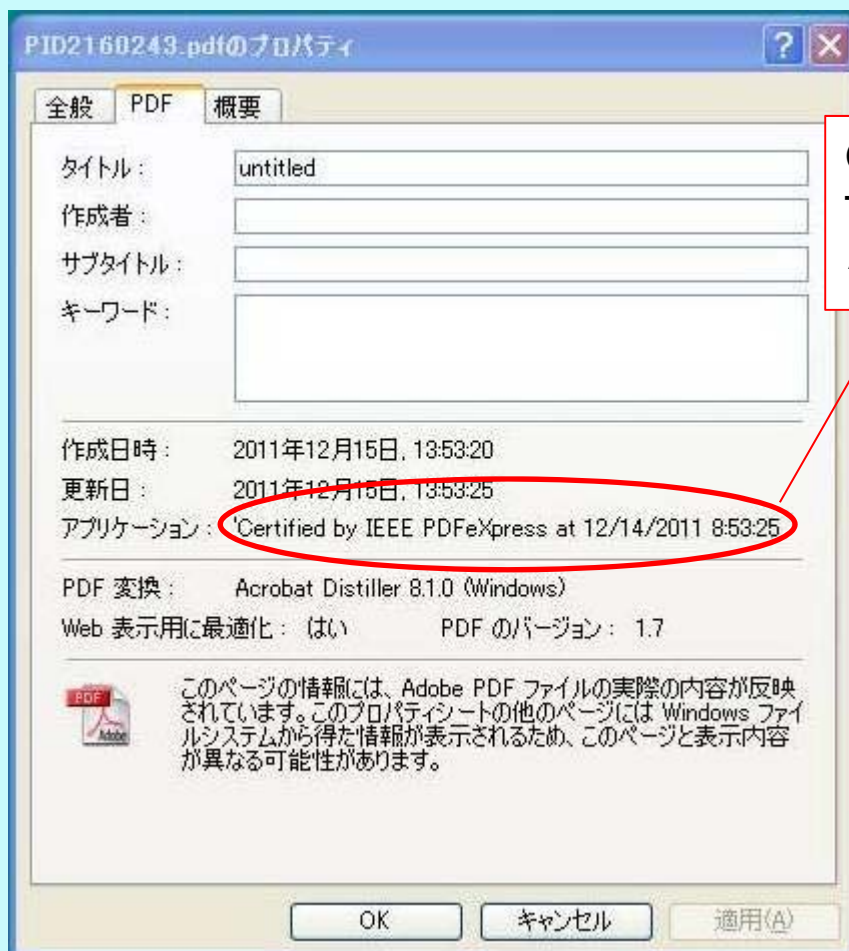 PID2160243.pdfのプロパティ
全般 PDF 概要
タイトル： untitled
作成者：
サブタイトル：
キーワード：
作成日時： 2011年12月15日, 13:53:20
更新日： 2011年12月15日, 13:53:25
アプリケーション： 'Certified by IEEE PDFeXpress at 12/14/2011 8:53:25
PDF 変換： Acrobat Distiller 8.1.0 (Windows)
Web 表示用に最適化： はい PDF のバージョン： 1.7
PDF
Adobe
このページの情報には、Adobe PDF ファイルの実際の内容が反映
されています。このプロパティシートの他のページには Windows ファイ
ルシステムから得た情報が表示されるため、このページと表示内容
が異なる可能性があります。
OK キャンセル 適用(A)